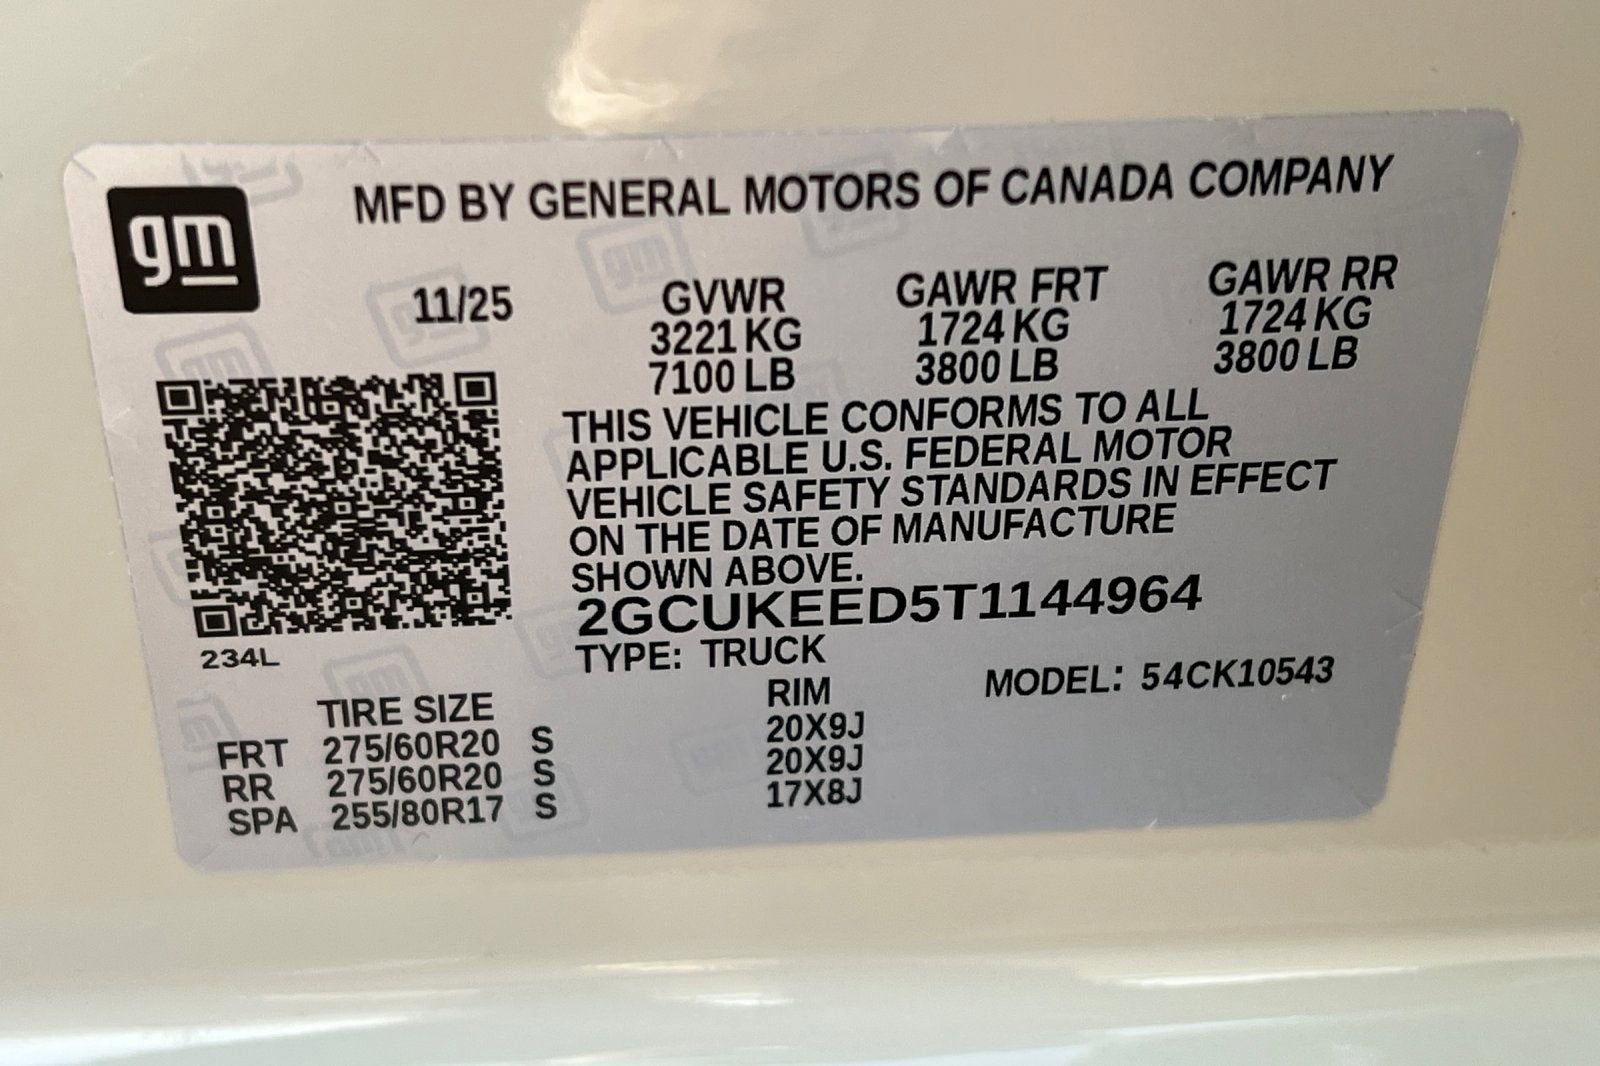 gm
MFD BY GENERAL MOTORS OF CANADA COMPANY
11/25 GVWR GAWR FRT GAWR RR
3221 KG 1724 KG 1724 KG
7100 LB 3800 LB 3800 LB
THIS VEHICLE CONFORMS TO ALL
APPLICABLE U.S. FEDERAL MOTOR
VEHICLE SAFETY STANDARDS IN EFFECT
ON THE DATE OF MANUFACTURE
SHOWN ABOVE.
2GCUKEED5T1144964
234L
TYPE: TRUCK
MODEL: 54CK10543
TIRE SIZE RIM
FRT 275/60R20 S 20X9J
RR 275/60R20 S 20X9J
SPA 255/80R17 S 17X8J